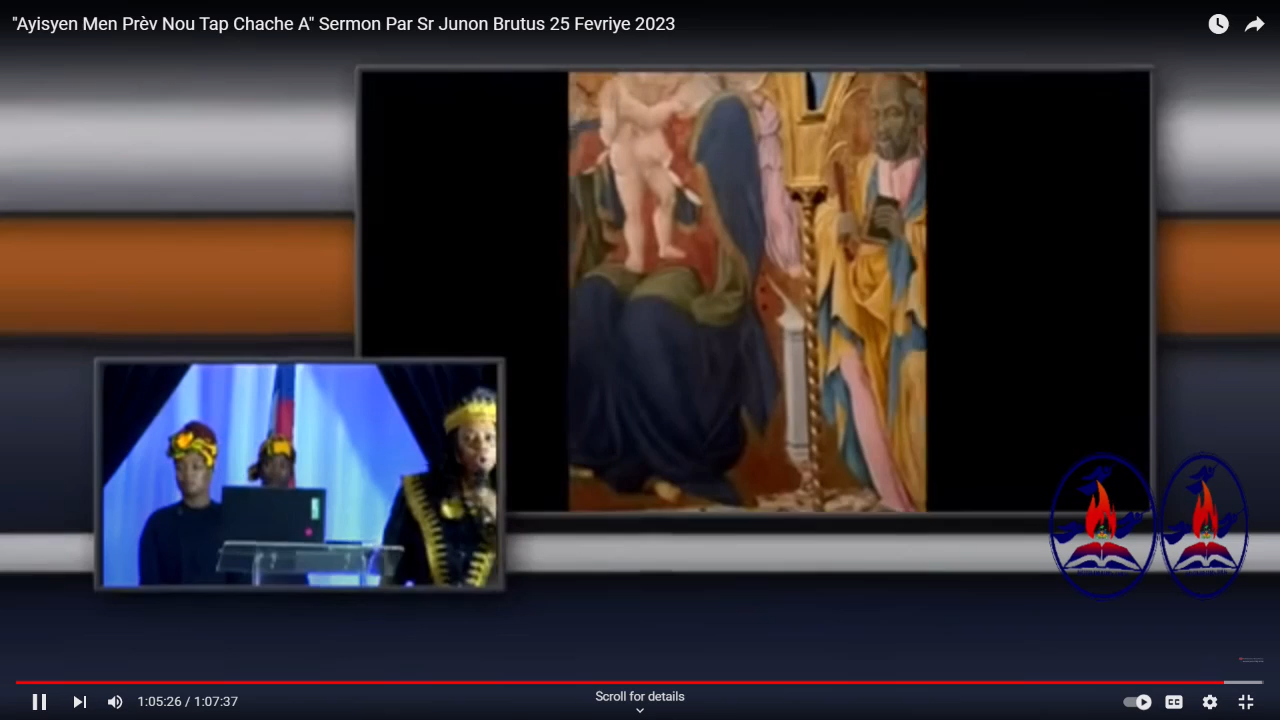 "Ayisyen Men Prèv Nou Tap Chache A" Sermon Par Sr Junon Brutus 25 Fevriye 2023
1:05:26 / 1:07:37
Scroll for details
CC